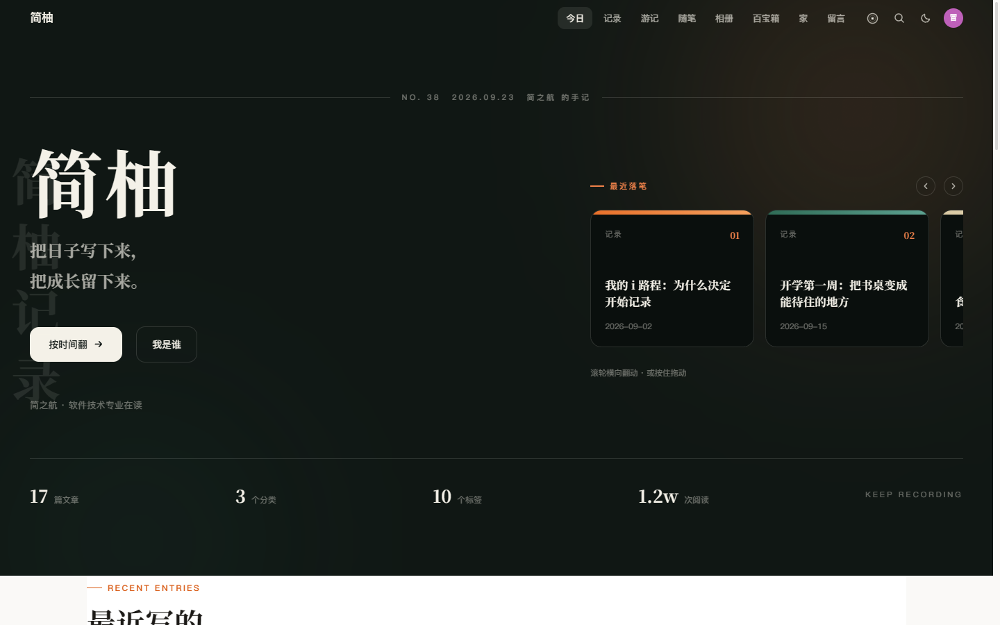 简柚
今日 记录 游记 随笔 相册 百宝箱 家 留言 冒
NO. 38 2026.09.23 简之航 的手记
简柚
简柚记录
把日子写下来，
把成长留下来。
按时间翻 →
我是谁
简之航 · 软件技术专业在读
最近落笔
记录 01
我的 i 路程：为什么决定
开始记录
2026-09-02
记录 02
开学第一周：把书桌变成
能待住的地方
2026-09-15
滚轮横向翻动 · 或按住拖动
17 篇文章
3 个分类
10 个标签
1.2w 次阅读
KEEP RECORDING
RECENT ENTRIES
最近写的